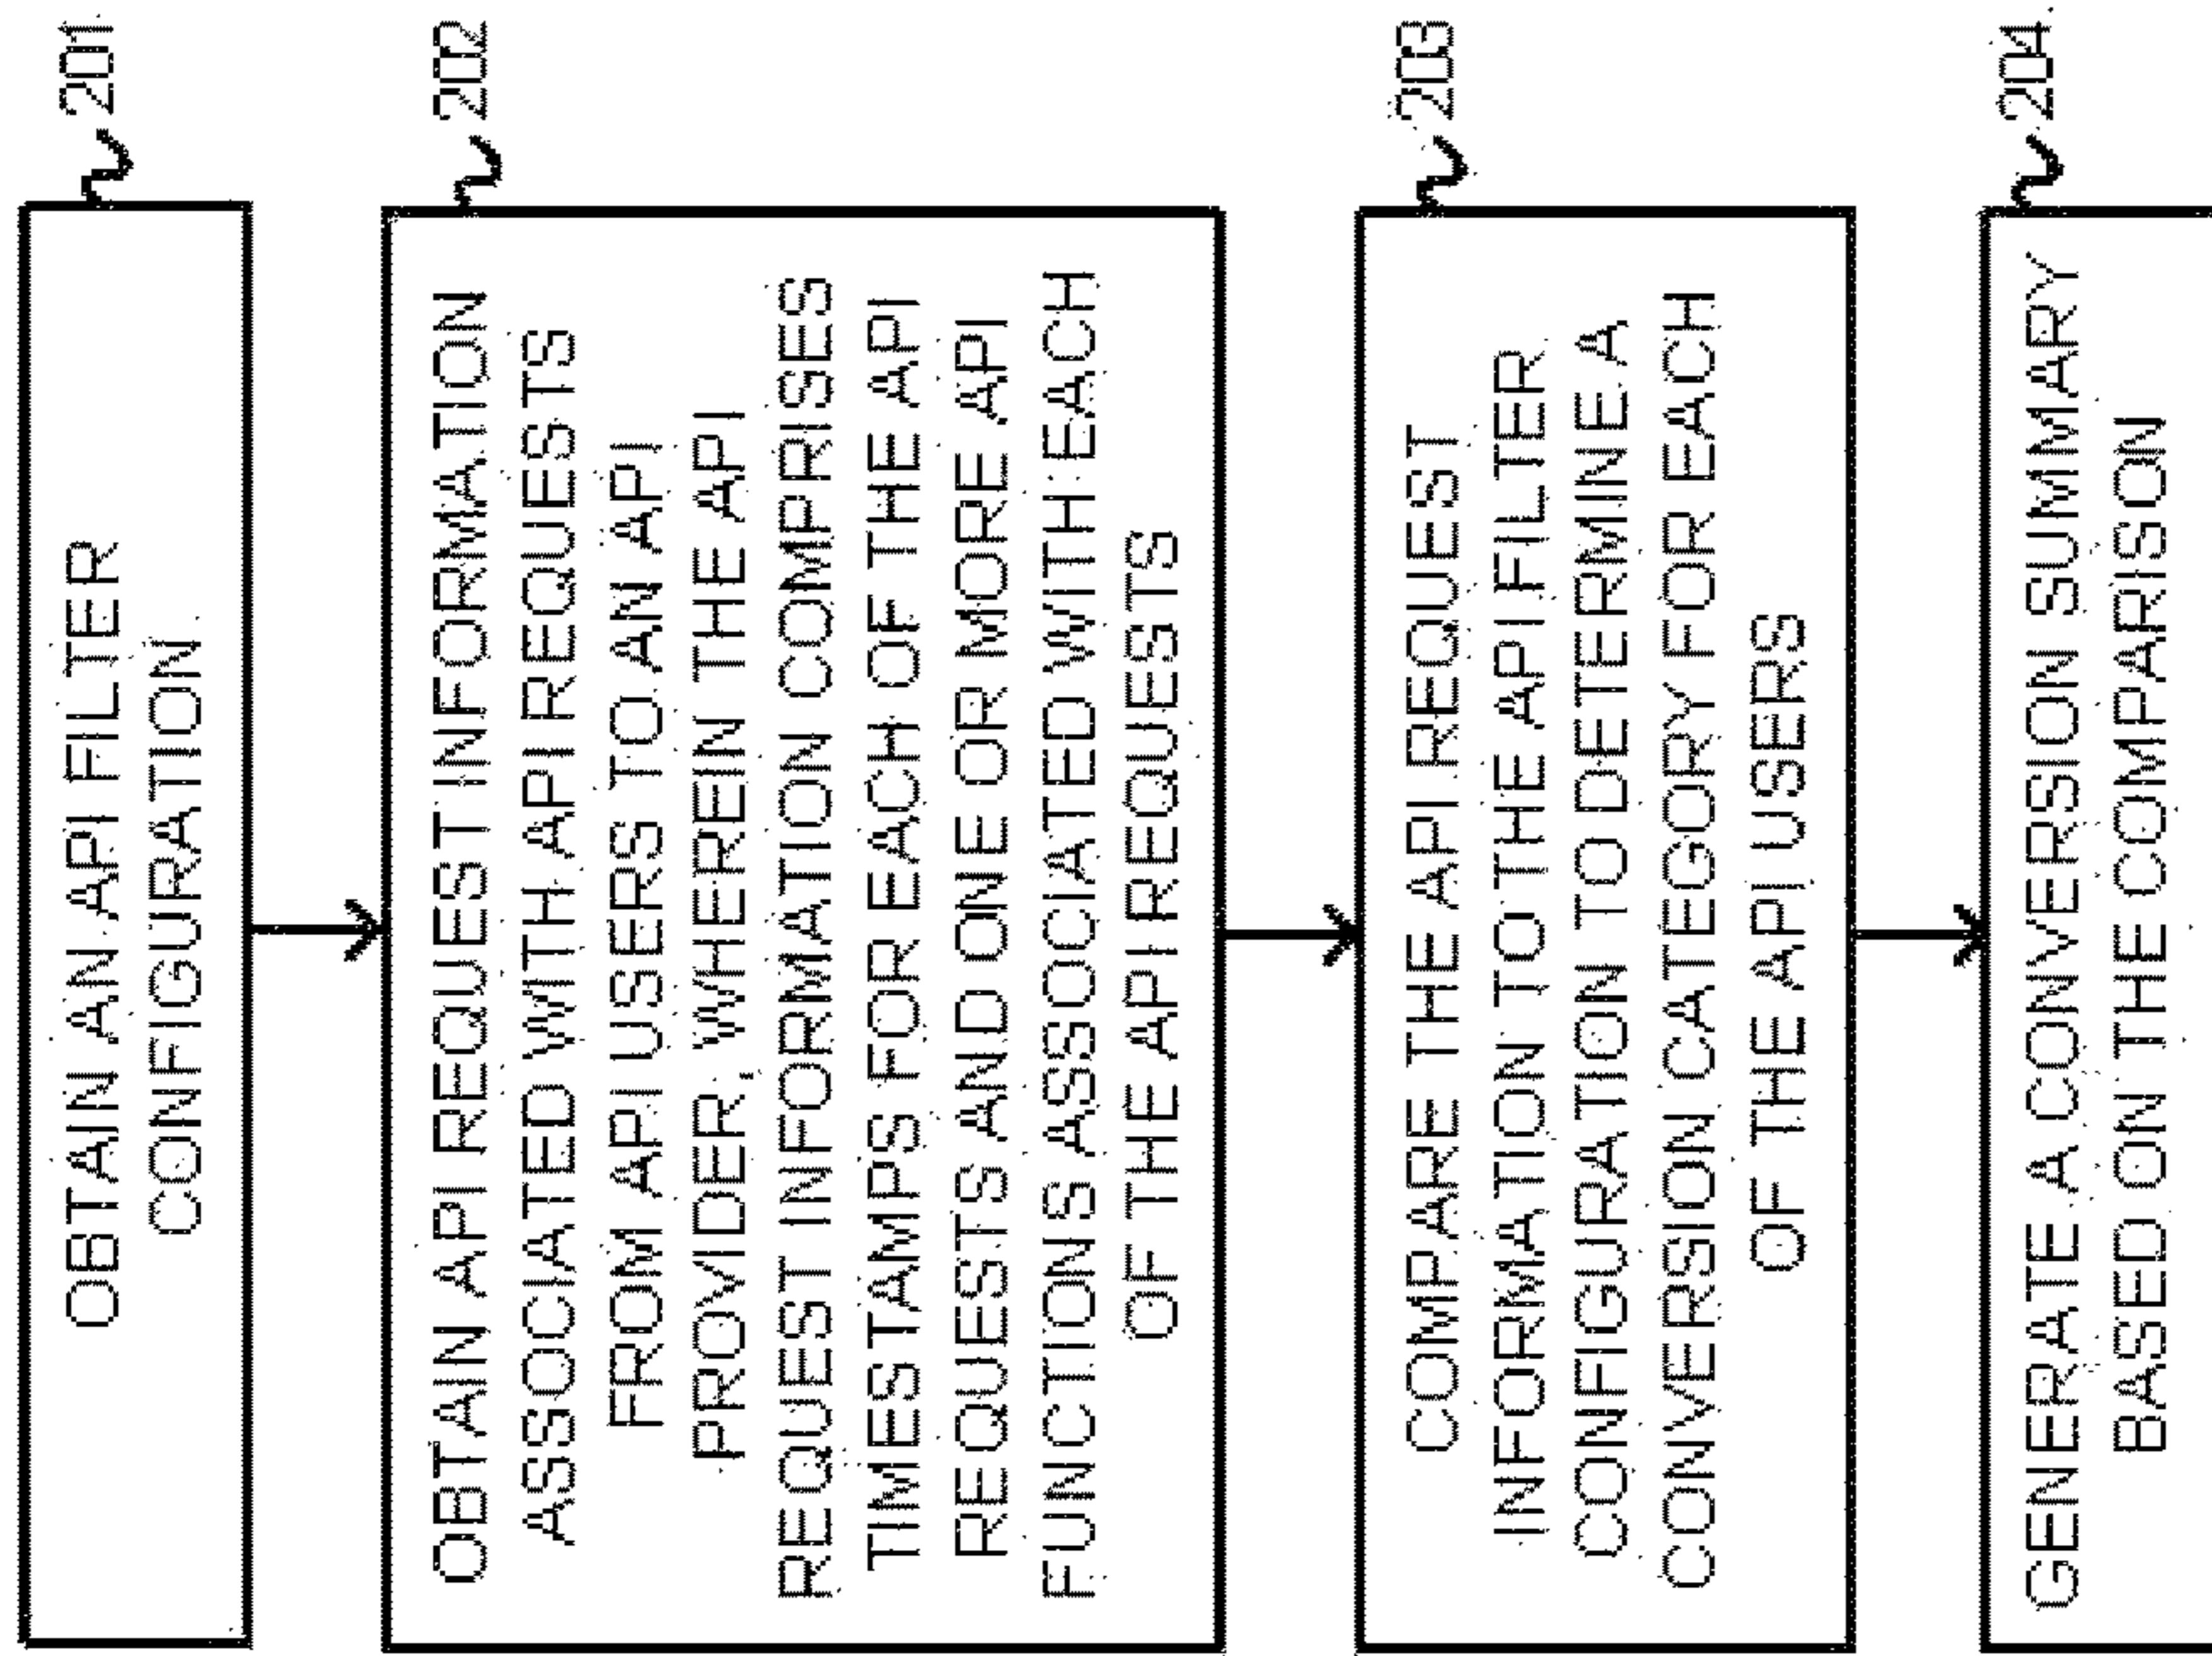 OBTAIN AN API FILTER
CONFIGURATION
201
OBTAIN API REQUEST INFORMATION
ASSOCIATED WITH API REQUESTS
FROM API USERS TO AN API
PROVIDER, WHEREIN THE API
REQUEST INFORMATION COMPRISES
TIMESTAMPS FOR EACH OF THE API
REQUESTS AND ONE OR MORE API
FUNCTIONS ASSOCIATED WITH EACH
OF THE API REQUESTS
202
COMPARE THE API REQUEST
INFORMATION TO THE API FILTER
CONFIGURATION TO DETERMINE A
CONVERSION CATEGORY FOR EACH
OF THE API USERS
203
GENERATE A CONVERSION SUMMARY
BASED ON THE COMPARISON
204